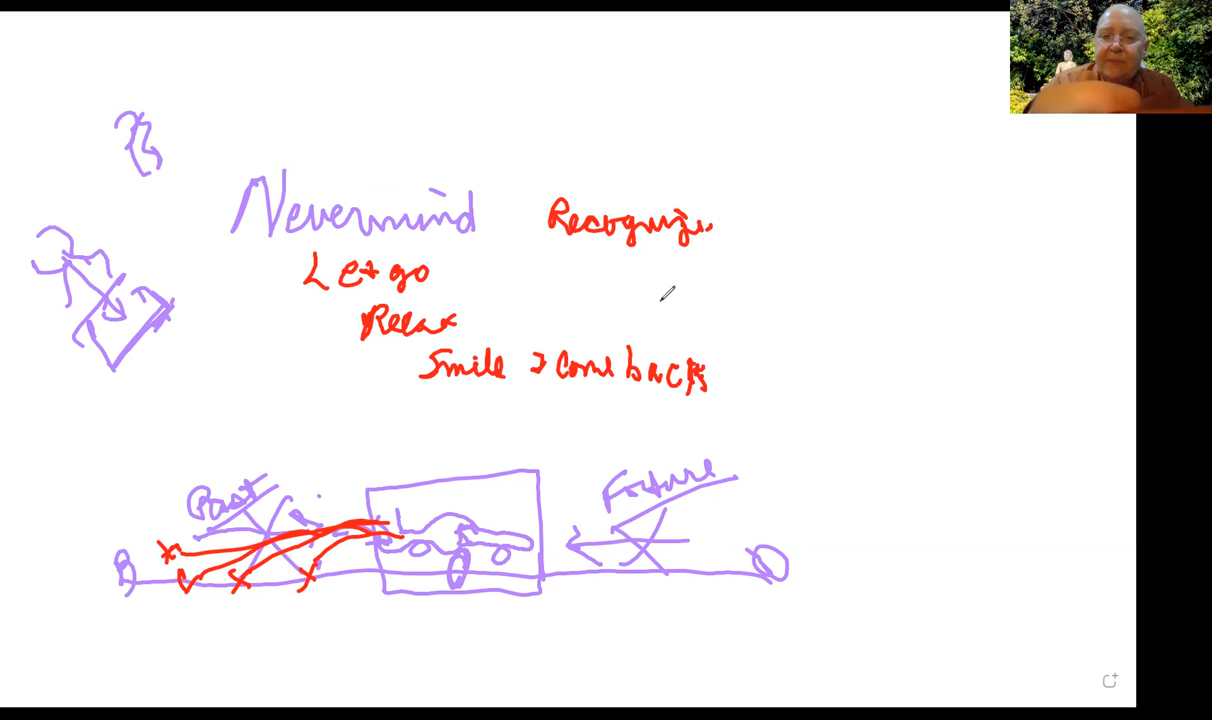 Nevermind Recognize
Let go
Relax
Smile → Come back
Past Future
B D